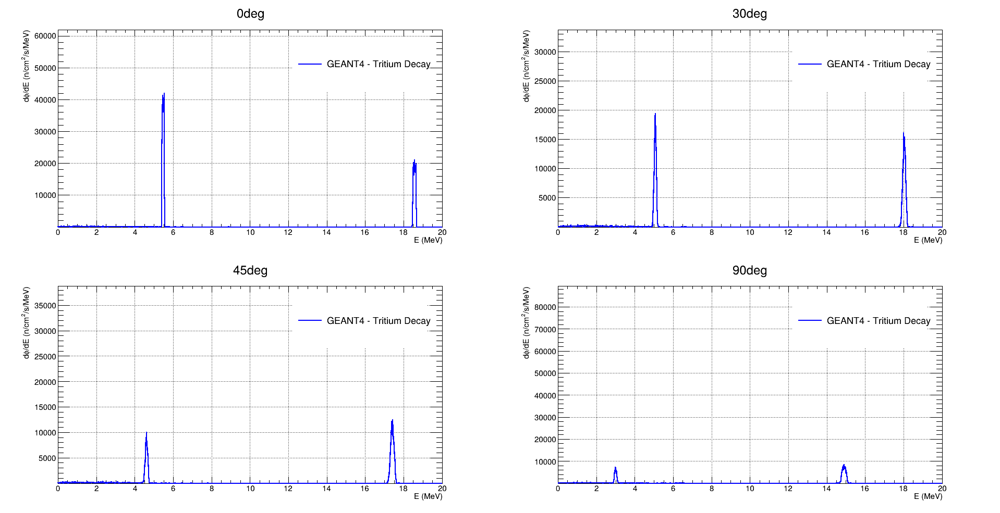 0deg
dϕ/dE (n/cm²/s/MeV)
60000
50000
40000
30000
20000
10000
GEANT4 - Tritium Decay
0 2 4 6 8 10 12 14 16 18 20
E (MeV)
30deg
dϕ/dE (n/cm²/s/MeV)
30000
25000
20000
15000
10000
5000
GEANT4 - Tritium Decay
0 2 4 6 8 10 12 14 16 18 20
E (MeV)
45deg
dϕ/dE (n/cm²/s/MeV)
35000
30000
25000
20000
15000
10000
5000
GEANT4 - Tritium Decay
0 2 4 6 8 10 12 14 16 18 20
E (MeV)
90deg
dϕ/dE (n/cm²/s/MeV)
80000
70000
60000
50000
40000
30000
20000
10000
GEANT4 - Tritium Decay
0 2 4 6 8 10 12 14 16 18 20
E (MeV)